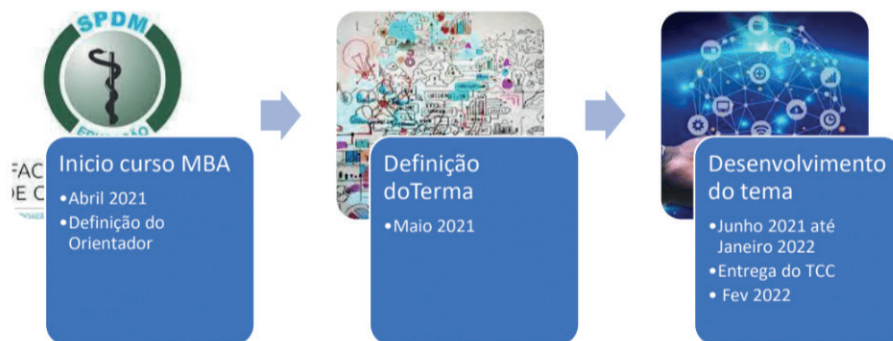 SPDM
EDUCAÇÃO
FAC
DE C
Inicio curso MBA
•Abril 2021
•Definição do
Orientador
Definição
doTerma
•Maio 2021
Desenvolvimento
do tema
•Junho 2021 até
Janeiro 2022
•Entrega do TCC
• Fev 2022